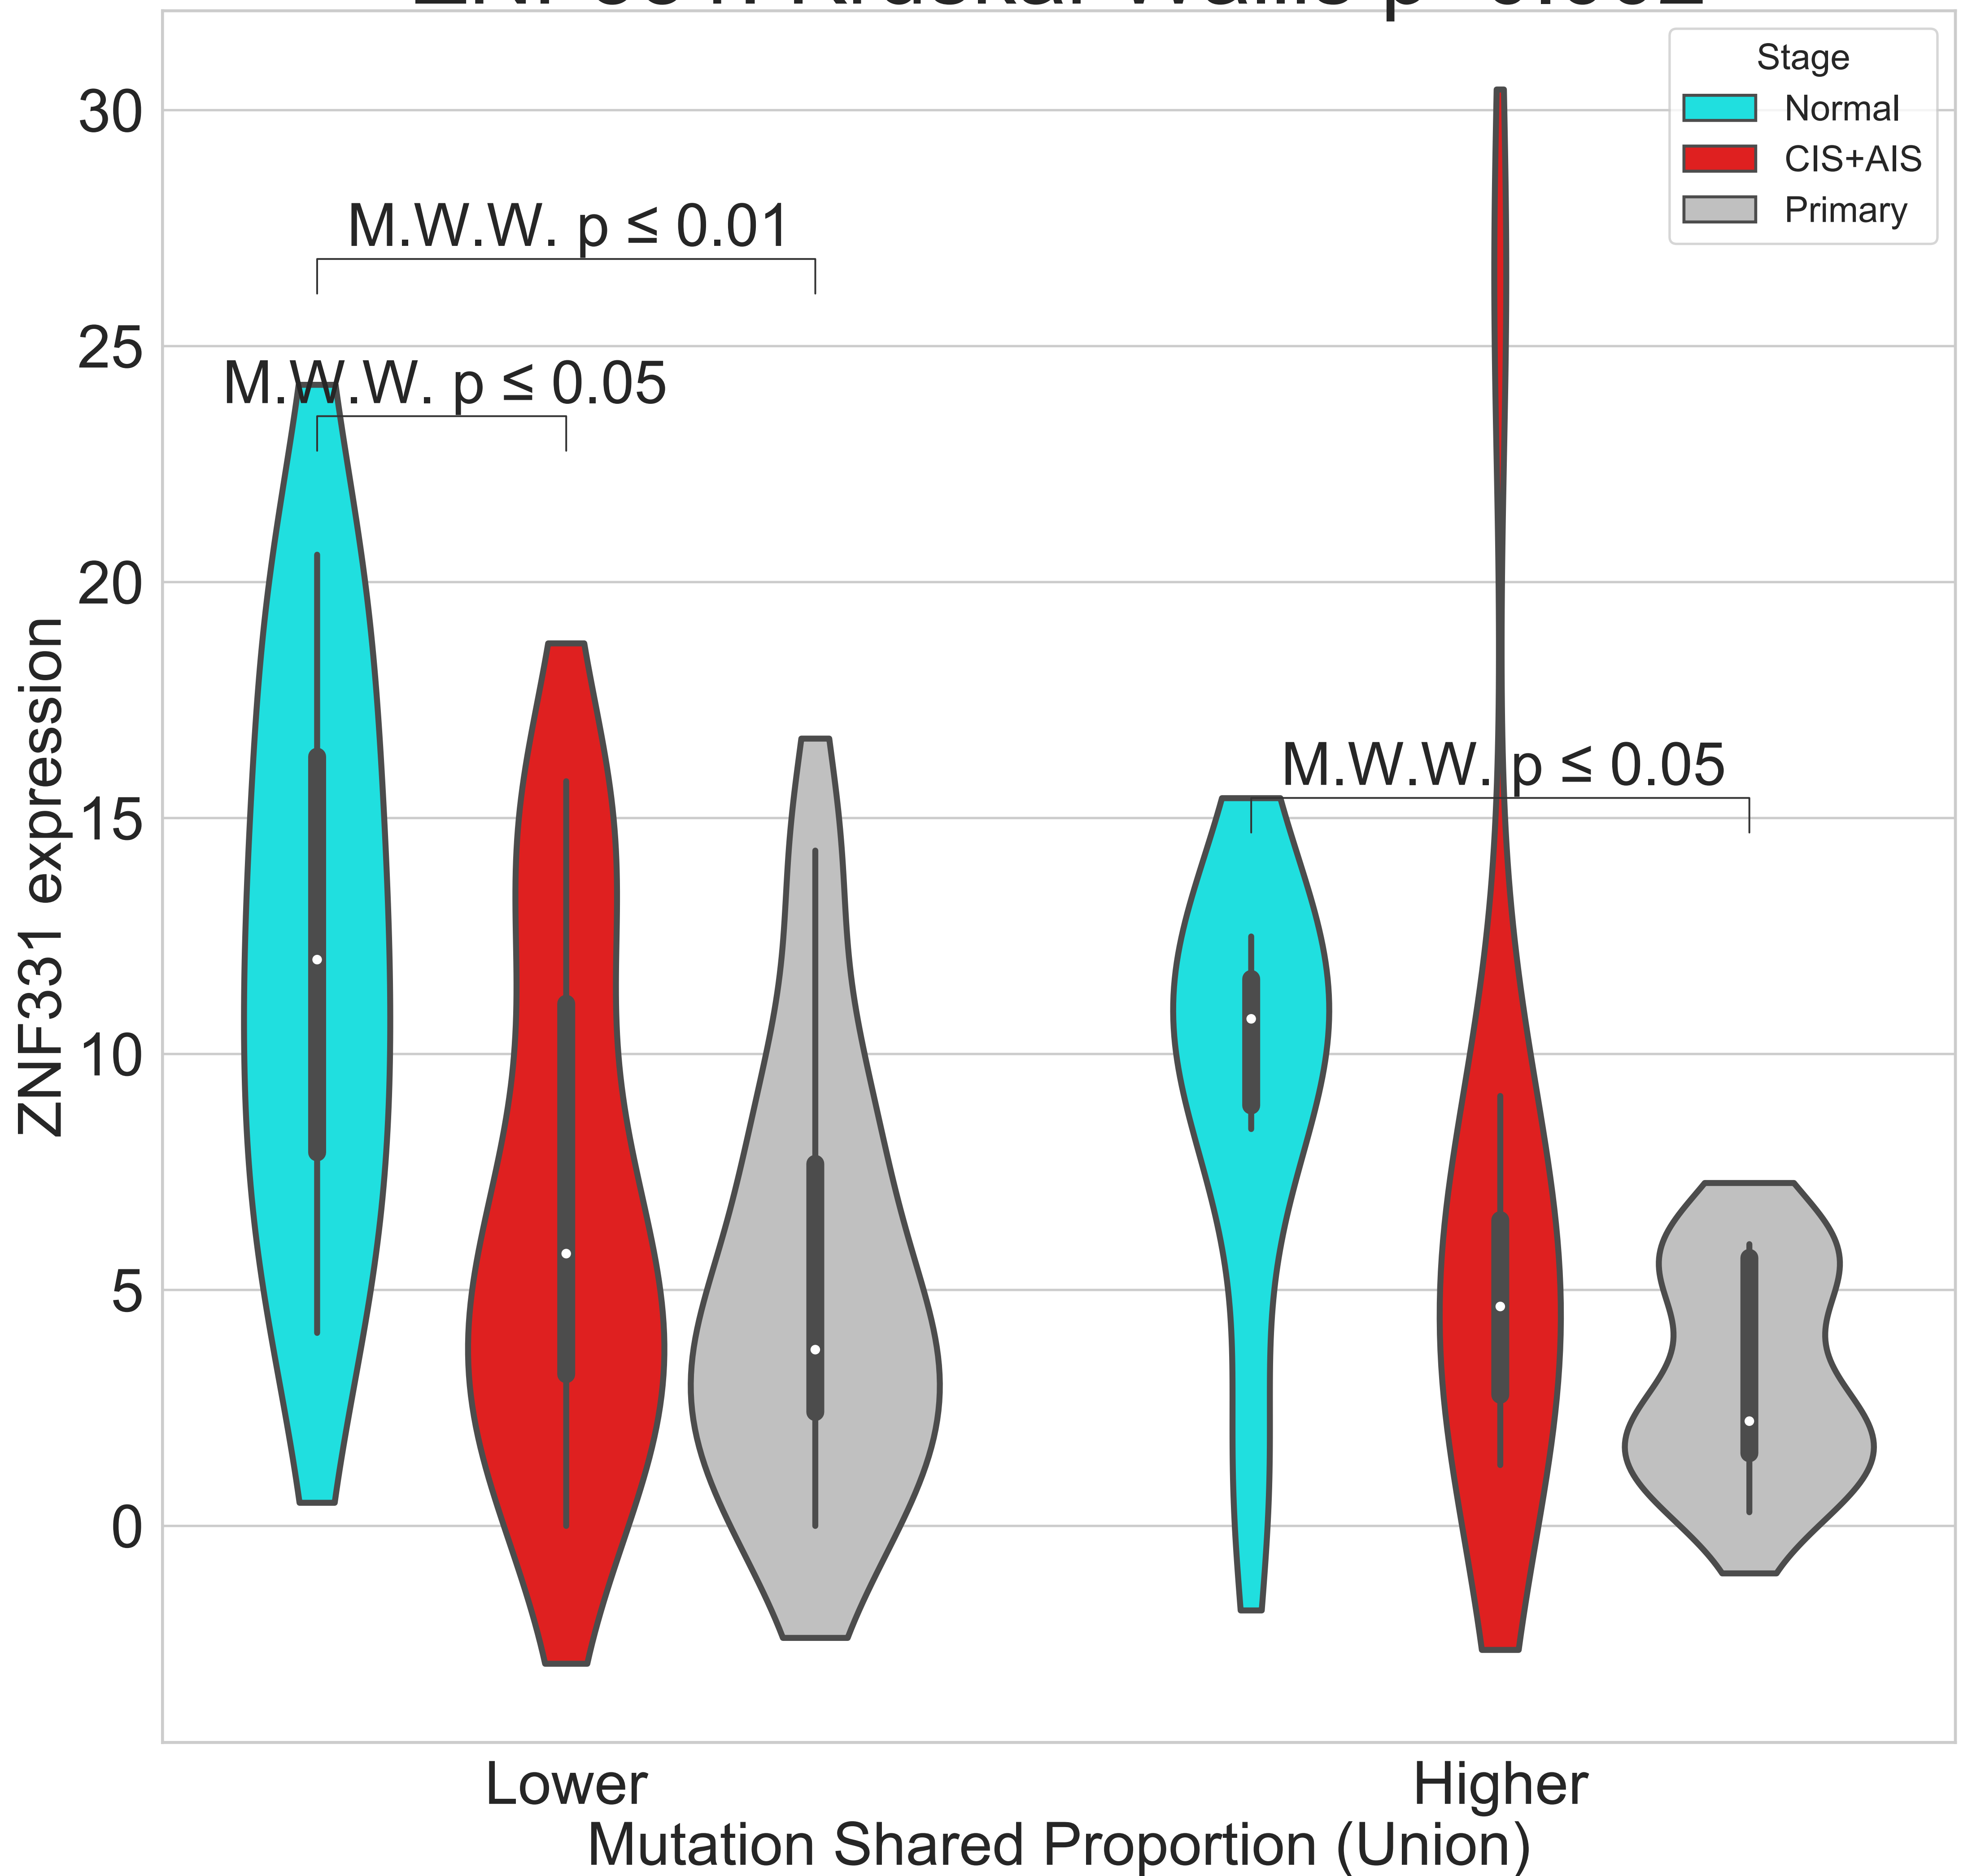 Stage
Normal
CIS+AIS
Primary
30
25
20
15
10
5
0
M.W.W. p ≤ 0.01
M.W.W. p ≤ 0.05
M.W.W. p ≤ 0.05
ZNF331 expression
Lower
Higher
Mutation Shared Proportion (Union)